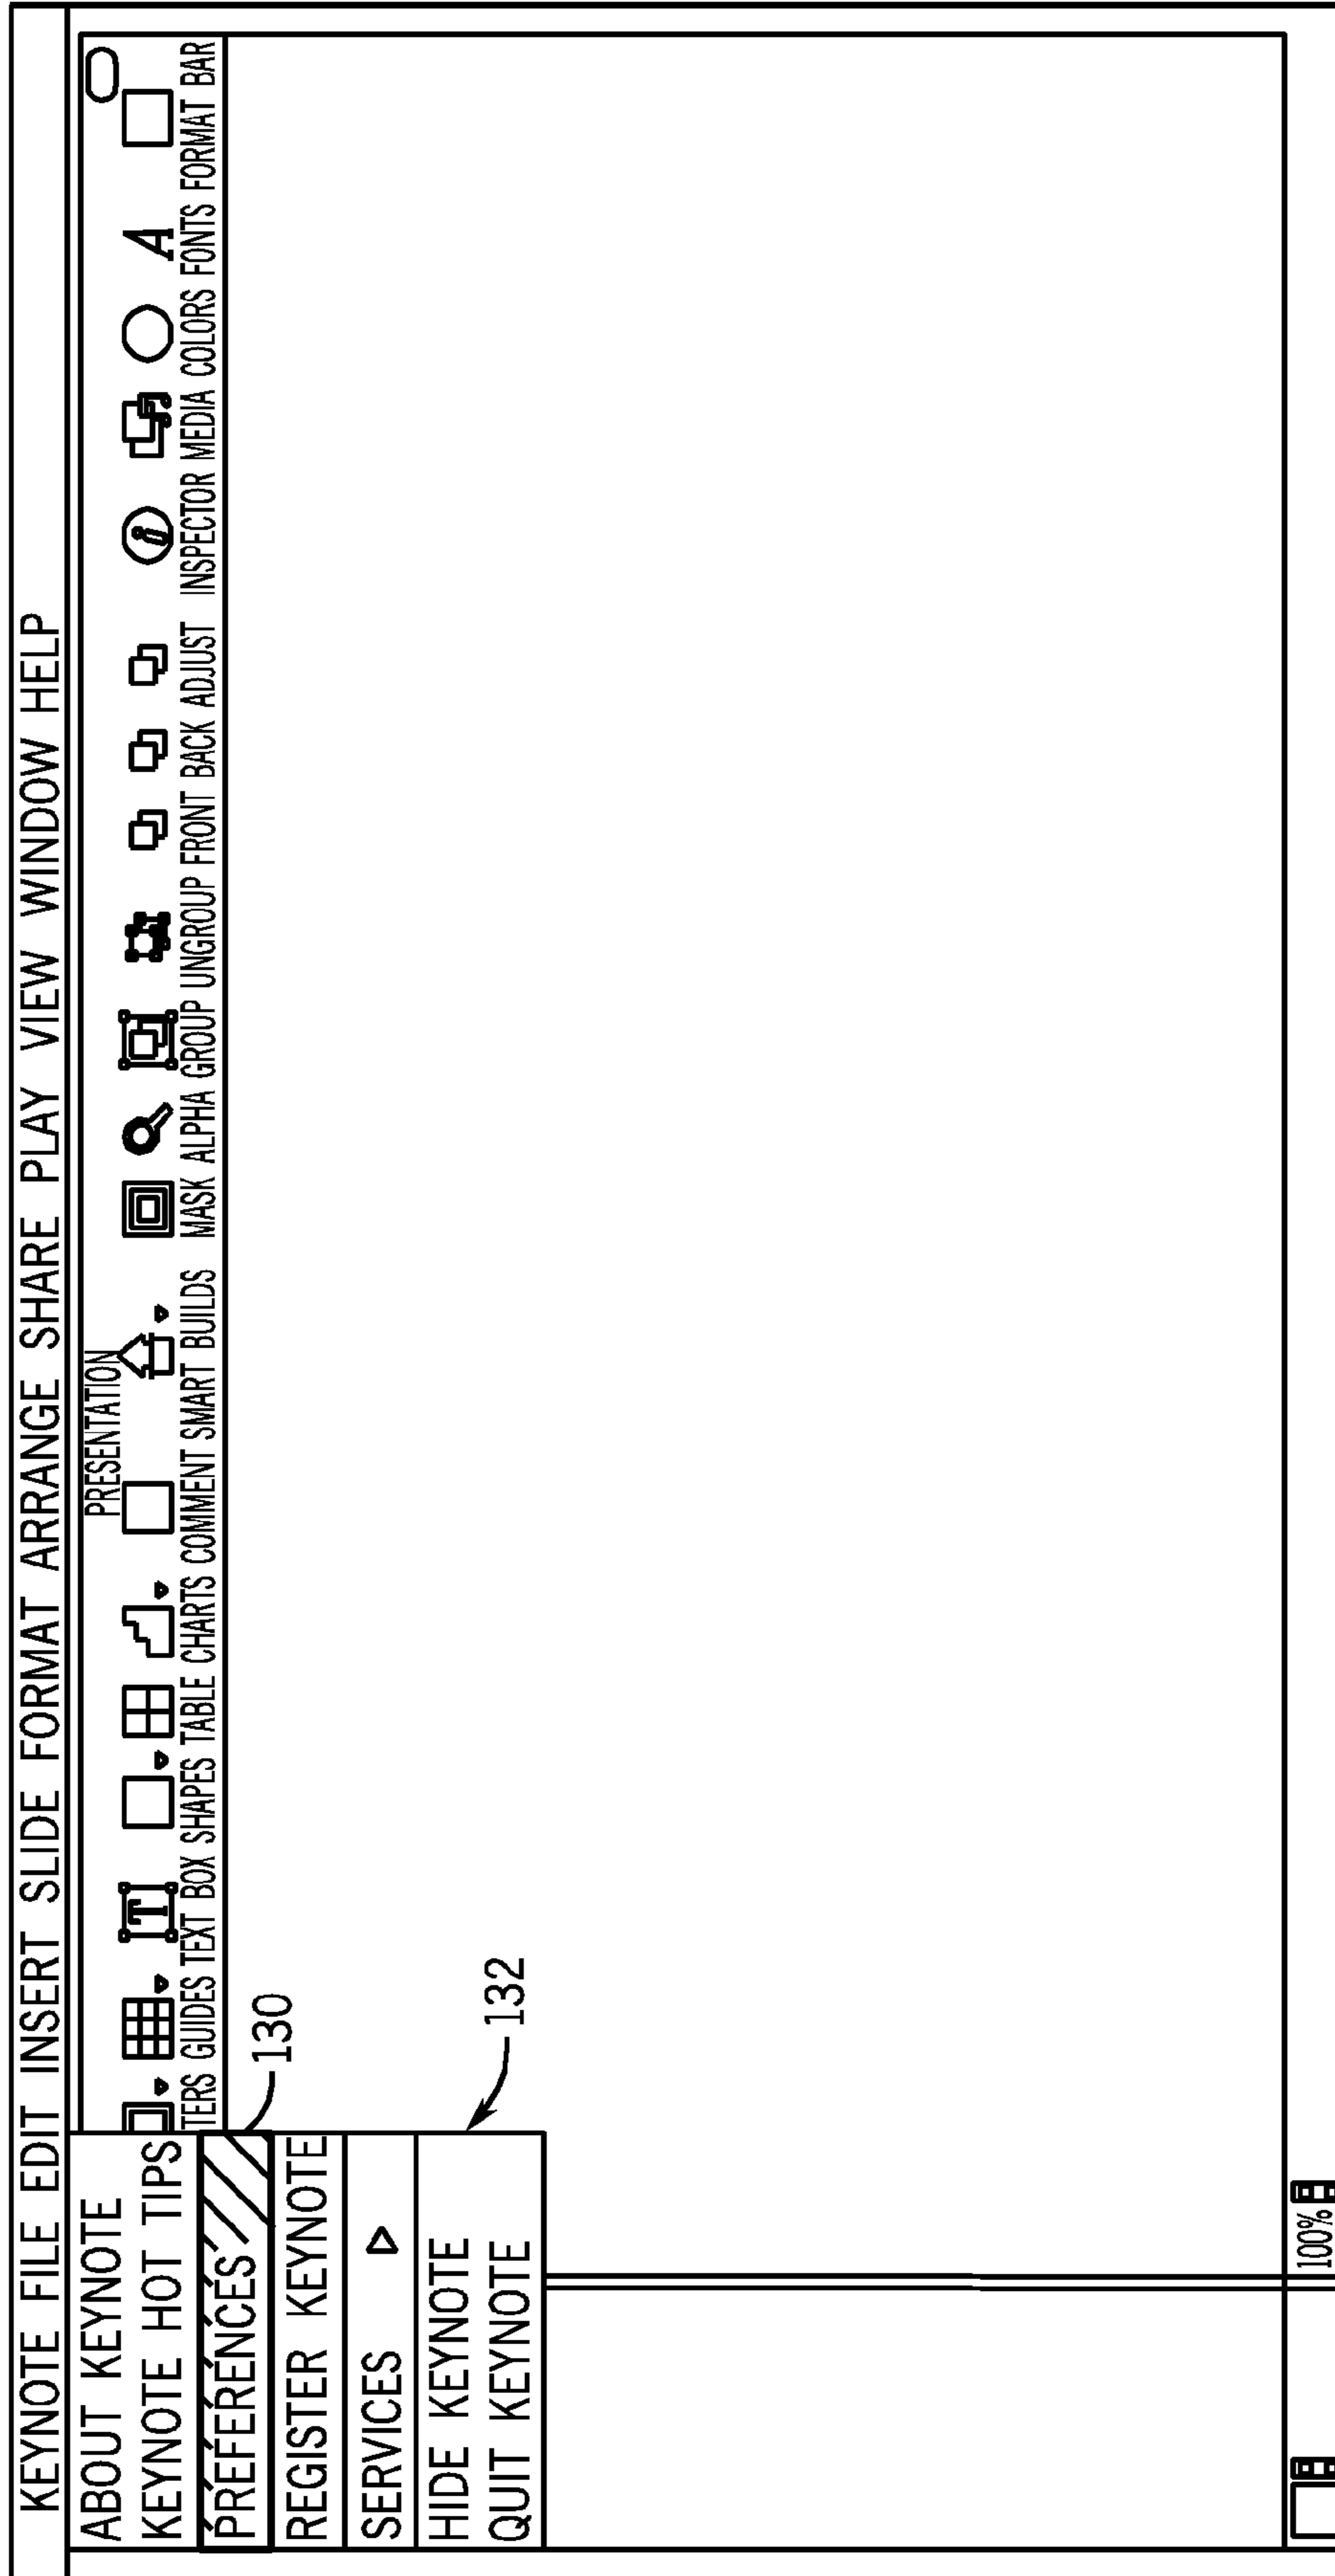 KEYNOTE FILE EDIT INSERT SLIDE FORMAT ARRANGE SHARE PLAY VIEW WINDOW HELP
PRESENTATION
TERS GUIDES TEXT BOX SHAPES TABLE CHARTS COMMENT SMART BUILDS MASK ALPHA GROUP UNGROUP FRONT BACK ADJUST INSPECTOR MEDIA COLORS FONTS FORMAT BAR
ABOUT KEYNOTE
KEYNOTE HOT TIPS
PREFERENCES
130
REGISTER KEYNOTE
SERVICES
HIDE KEYNOTE
QUIT KEYNOTE
132
100%